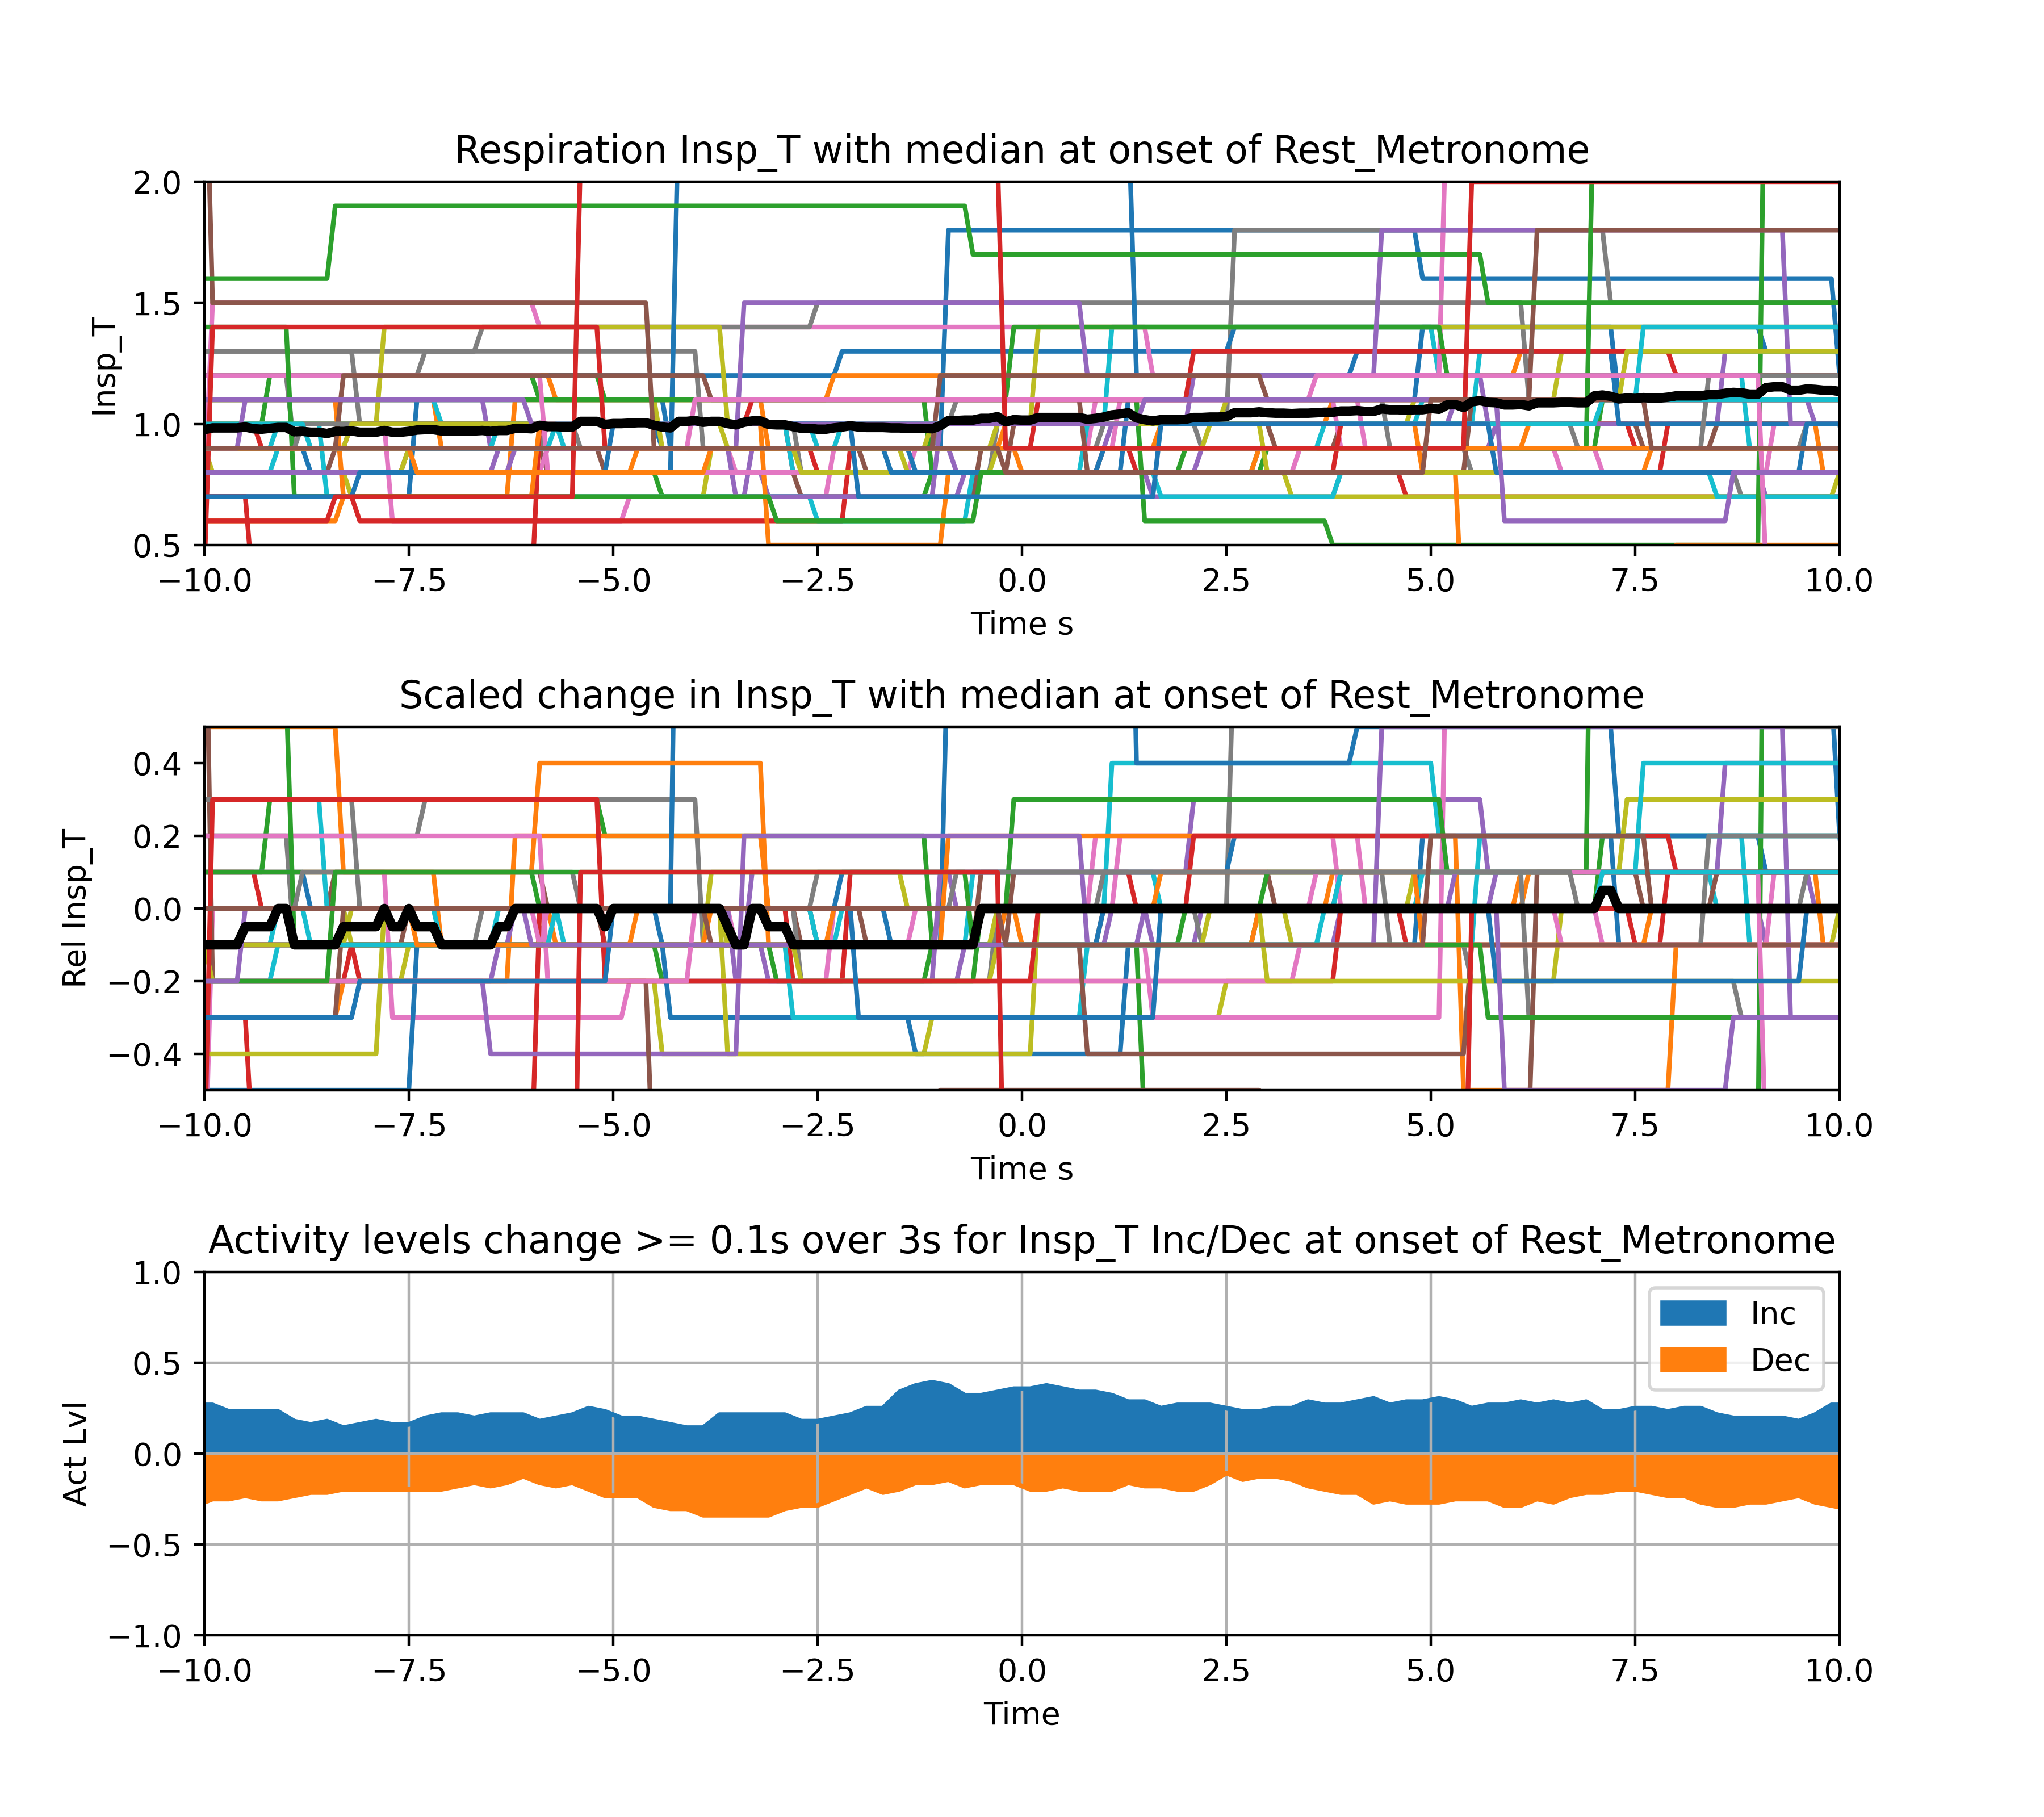 Respiration Insp_T with median at onset of Rest_Metronome
2.0
1.5
1.0
0.5
Insp_T
−10.0 −7.5 −5.0 −2.5 0.0 2.5 5.0 7.5 10.0
Time s
Scaled change in Insp_T with median at onset of Rest_Metronome
0.4
0.2
0.0
−0.2
−0.4
Rel Insp_T
−10.0 −7.5 −5.0 −2.5 0.0 2.5 5.0 7.5 10.0
Time s
Activity levels change >= 0.1s over 3s for Insp_T Inc/Dec at onset of Rest_Metronome
1.0
0.5
0.0
−0.5
−1.0
Act Lvl
Inc
Dec
−10.0 −7.5 −5.0 −2.5 0.0 2.5 5.0 7.5 10.0
Time